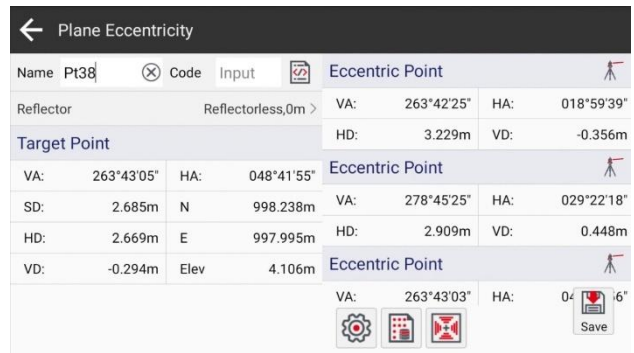 Plane Eccentricity
Name Pt38 Code Input
Reflector Reflectorless,0m >
Target Point
VA: 263°43'05" HA: 048°41'55"
SD: 2.685m N 998.238m
HD: 2.669m E 997.995m
VD: -0.294m Elev 4.106m
Eccentric Point
VA: 263°42'25" HA: 018°59'39"
HD: 3.229m VD: -0.356m
Eccentric Point
VA: 278°45'25" HA: 029°22'18"
HD: 2.909m VD: 0.448m
Eccentric Point
VA: 263°43'03" HA:
Save